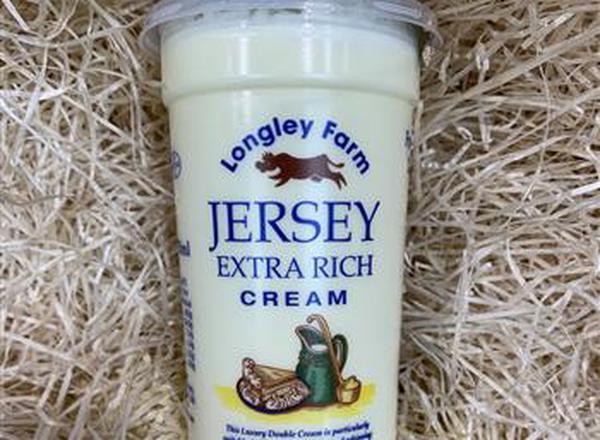 Longley Farm
JERSEY
EXTRA RICH
CREAM
This Luxury Double Cream is particularly